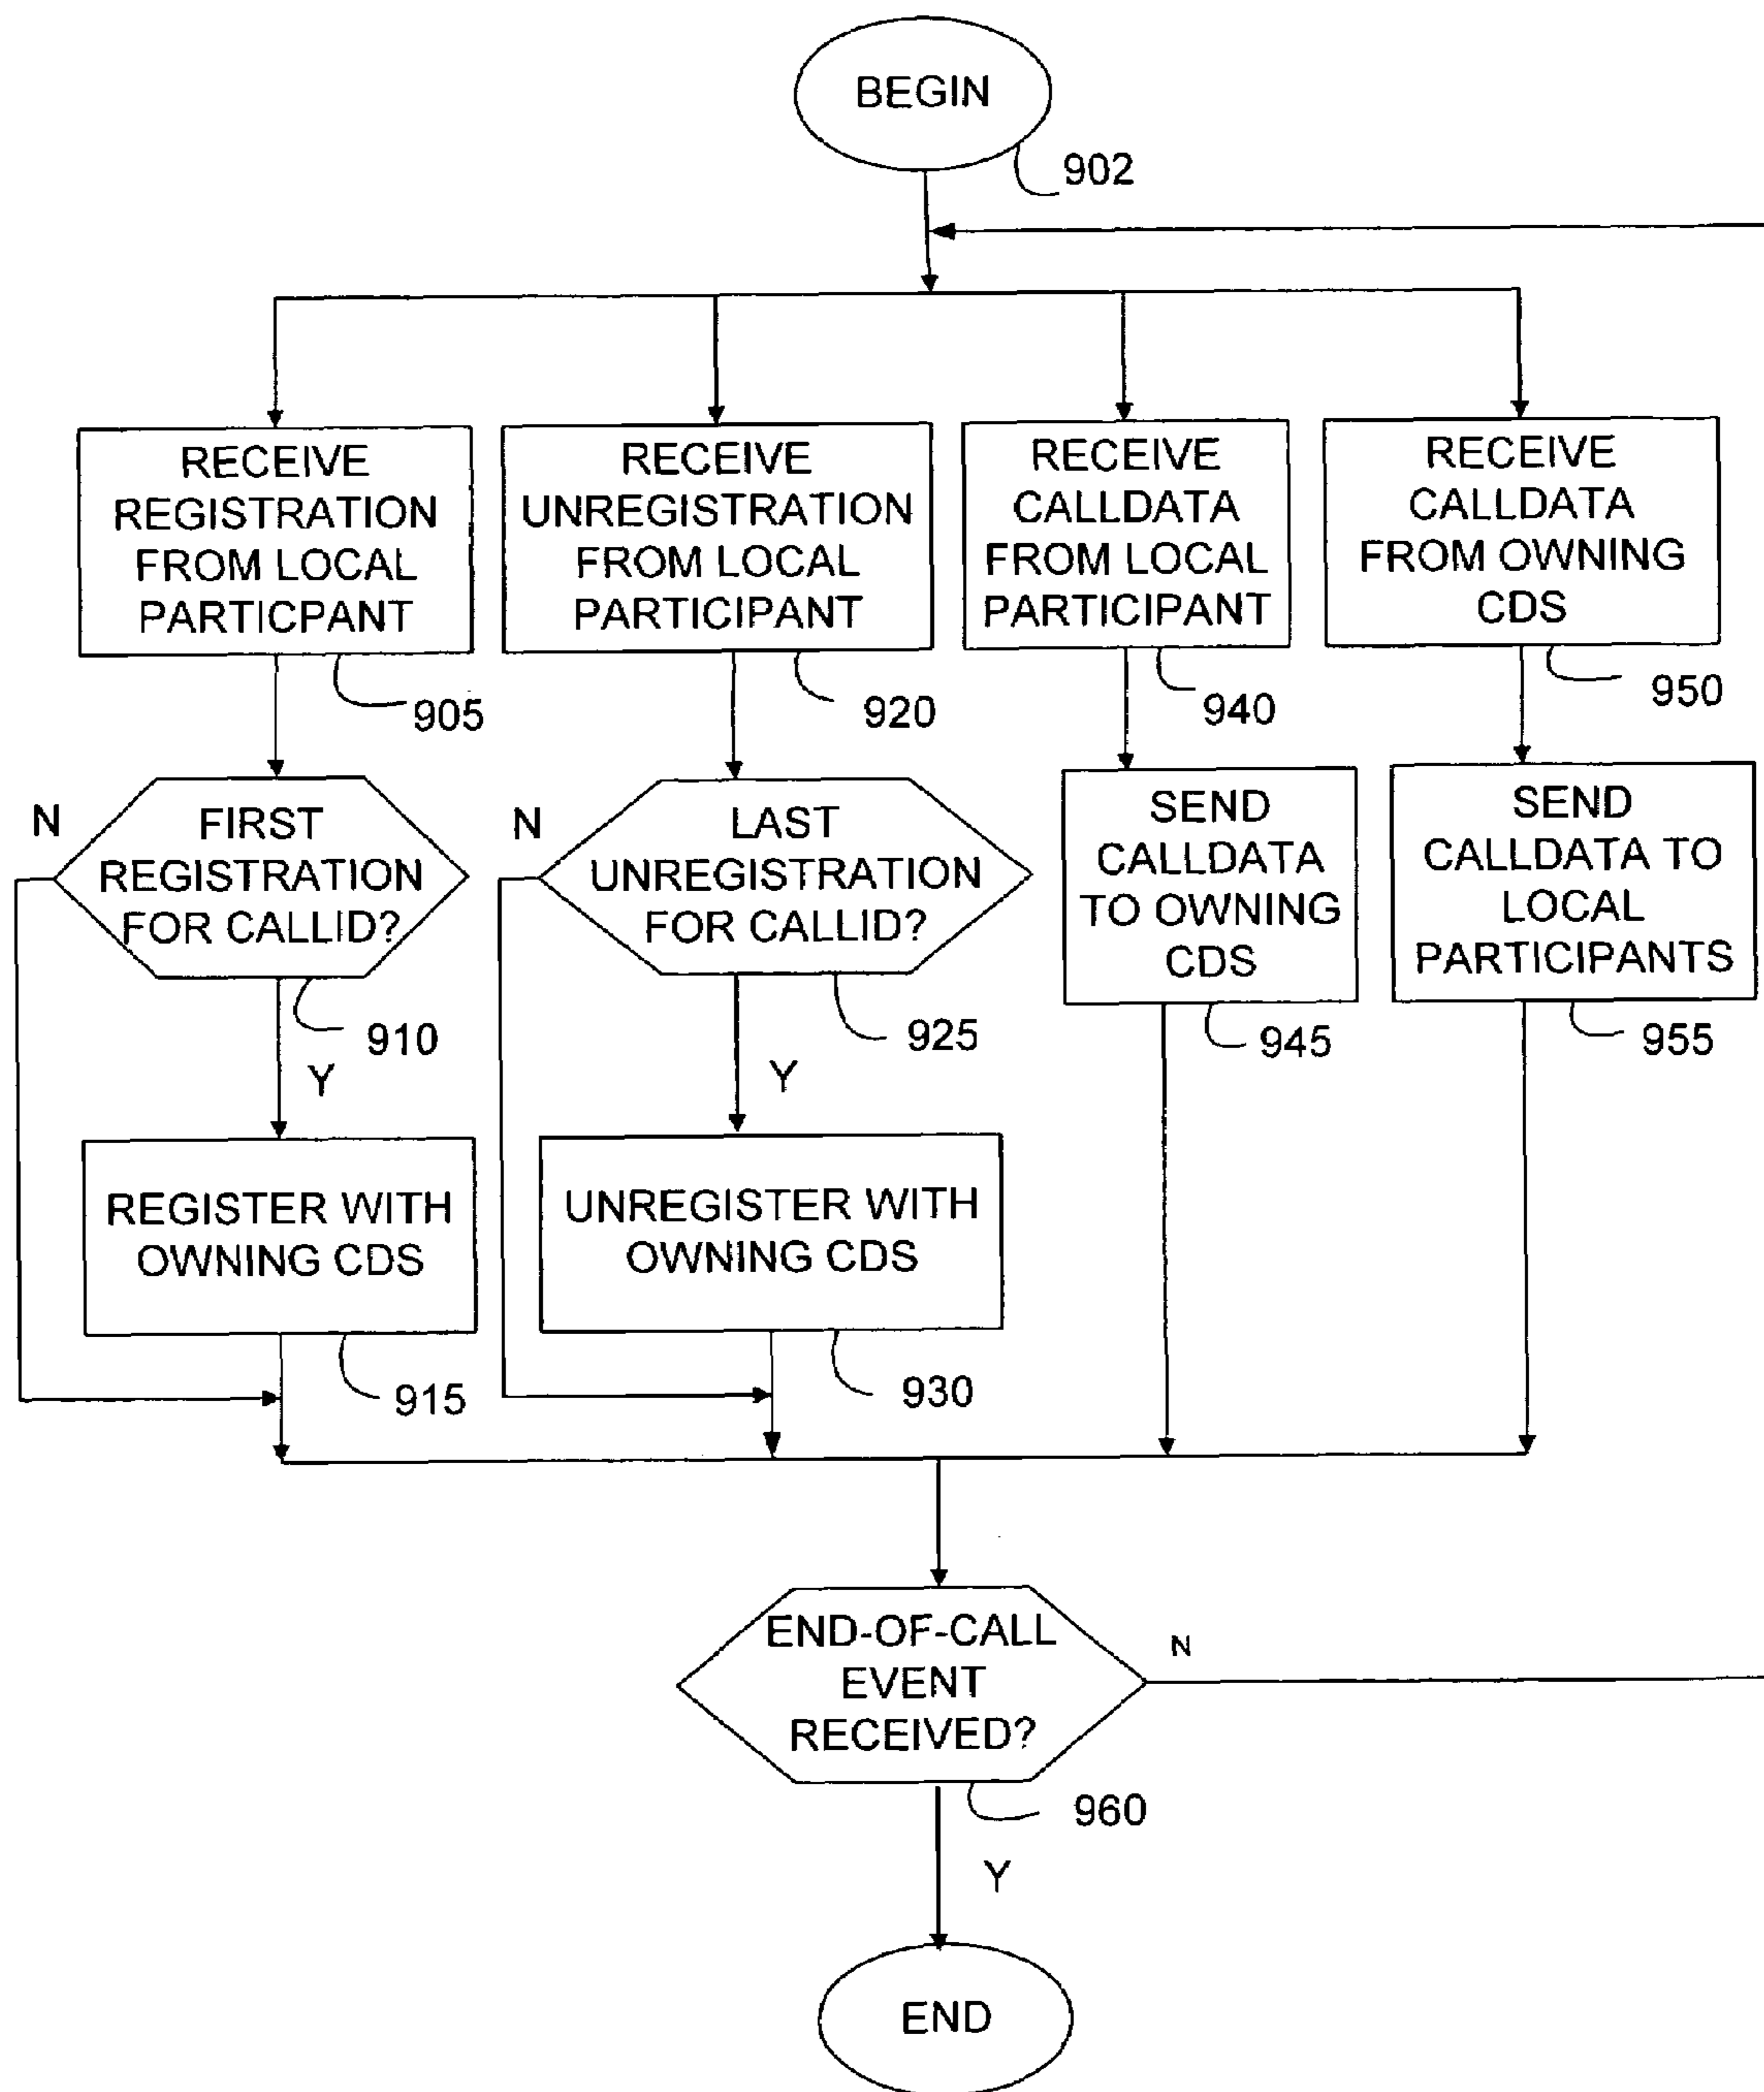 BEGIN
902
RECEIVE
REGISTRATION
FROM LOCAL
PARTICPANT
905
RECEIVE
UNREGISTRATION
FROM LOCAL
PARTICIPANT
920
RECEIVE
CALLDATA
FROM LOCAL
PARTICIPANT
940
RECEIVE
CALLDATA
FROM OWNING
CDS
950
N
FIRST
REGISTRATION
FOR CALLID?
910
Y
N
LAST
UNREGISTRATION
FOR CALLID?
925
Y
SEND
CALLDATA
TO OWNING
CDS
945
SEND
CALLDATA TO
LOCAL
PARTICIPANTS
955
REGISTER WITH
OWNING CDS
915
UNREGISTER WITH
OWNING CDS
930
END-OF-CALL
EVENT
RECEIVED?
N
960
Y
END